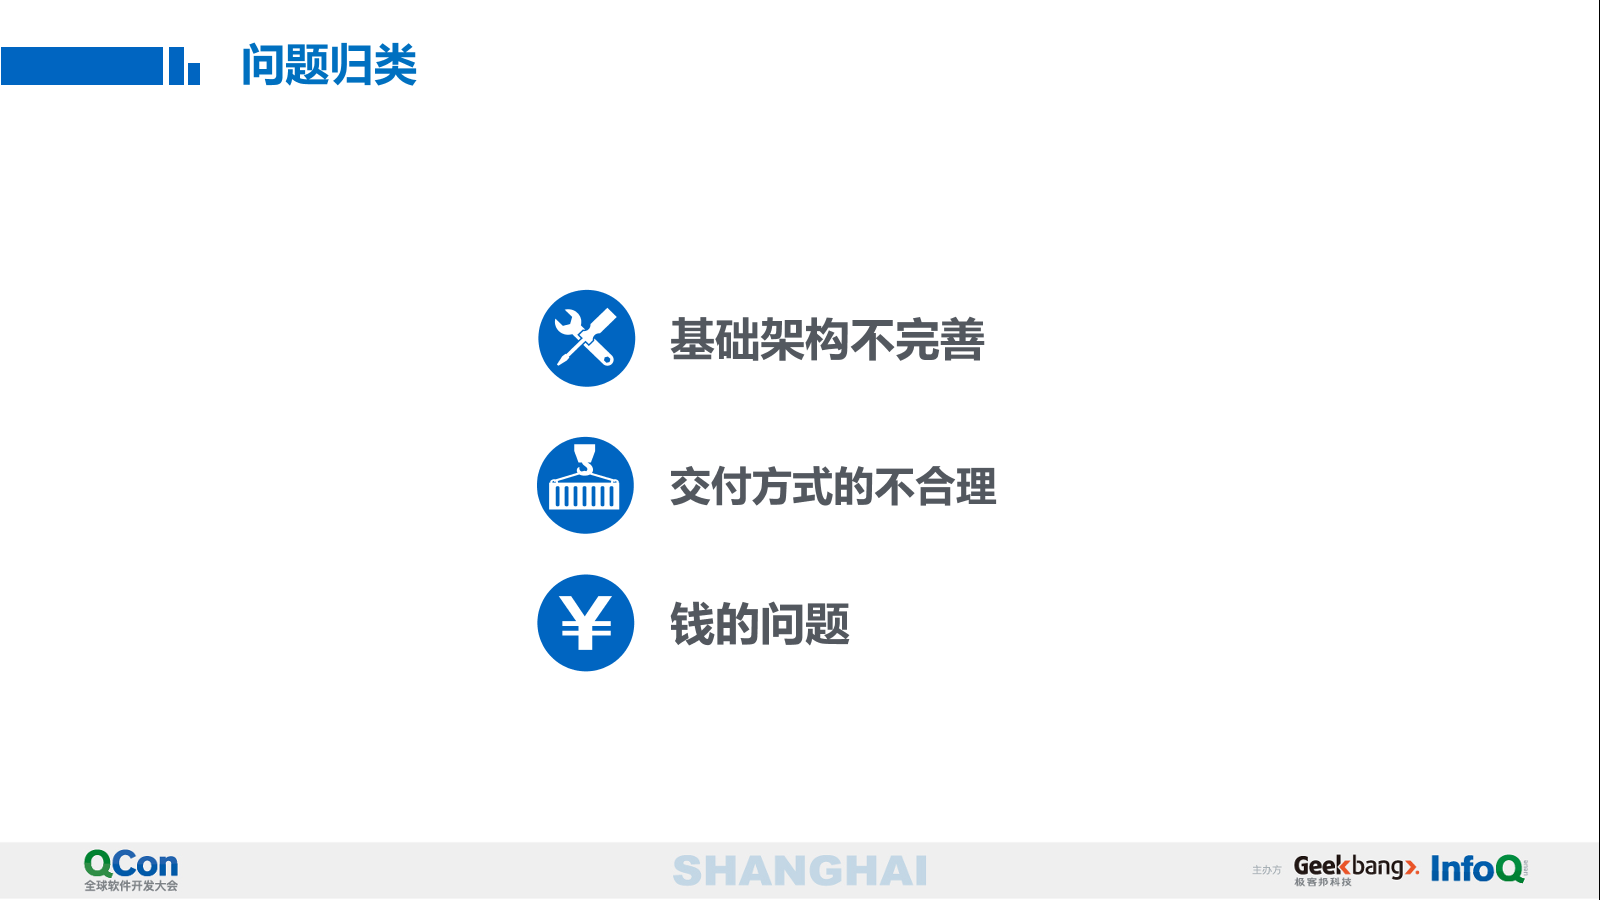 问题归类
基础架构不完善
交付方式的不合理
¥
钱的问题
QCon
全球软件开发大会
SHANGHAI
主办方
Geekbang>.
极客邦科技
InfoQ